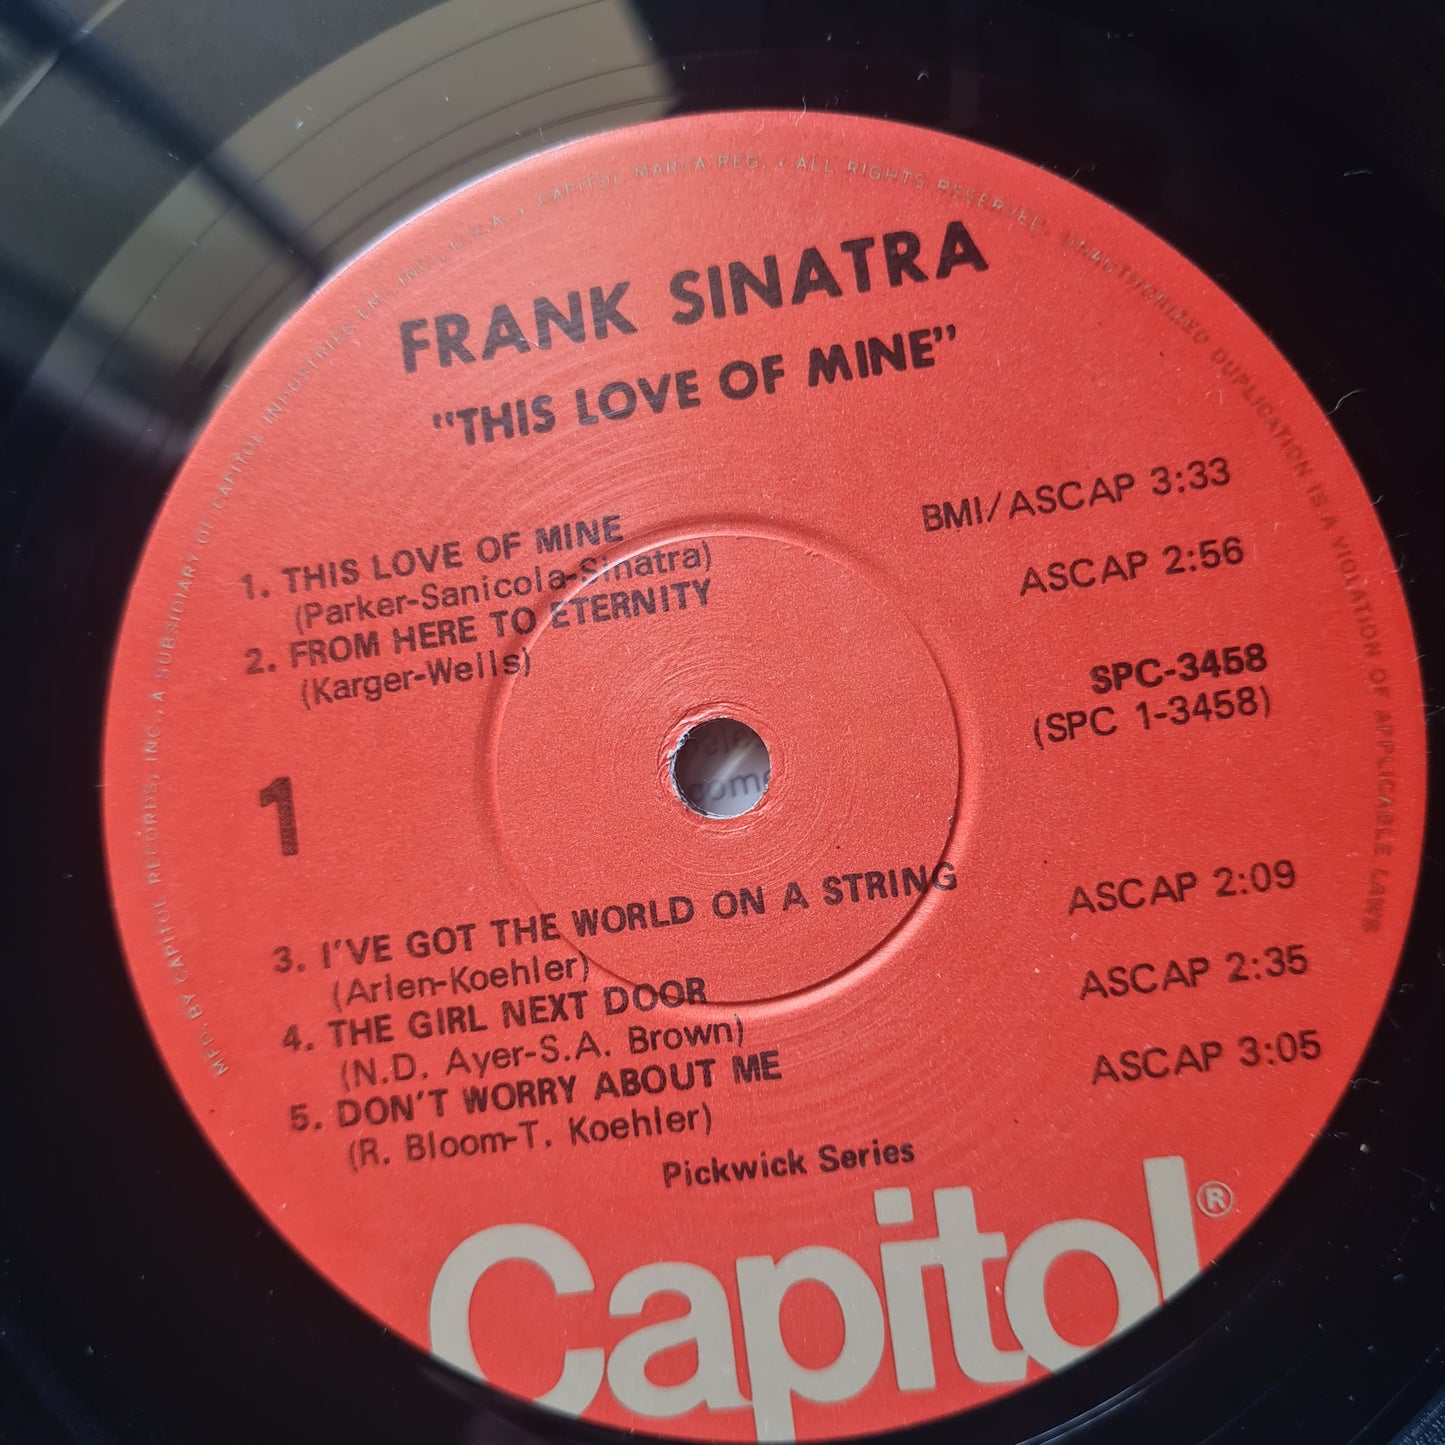 MFD. BY CAPITOL RECORDS, INC., A SUBSIDIARY OF CAPITOL INDUSTRIES-EMI, INC., U.S.A. • CAPITOL MARCA REG. • ALL RIGHTS RESERVED. UNAUTHORIZED DUPLICATION IS A VIOLATION OF APPLICABLE LAWS
FRANK SINATRA
"THIS LOVE OF MINE"
1. THIS LOVE OF MINE BMI/ASCAP 3:33
(Parker-Sanicola-Sinatra)
2. FROM HERE TO ETERNITY ASCAP 2:56
(Karger-Wells)
SPC-3458
(SPC 1-3458)
1
3. I'VE GOT THE WORLD ON A STRING ASCAP 2:09
(Arlen-Koehler)
4. THE GIRL NEXT DOOR ASCAP 2:35
(N.D. Ayer-S.A. Brown)
5. DON'T WORRY ABOUT ME ASCAP 3:05
(R. Bloom-T. Koehler)
Pickwick Series
Capitol®